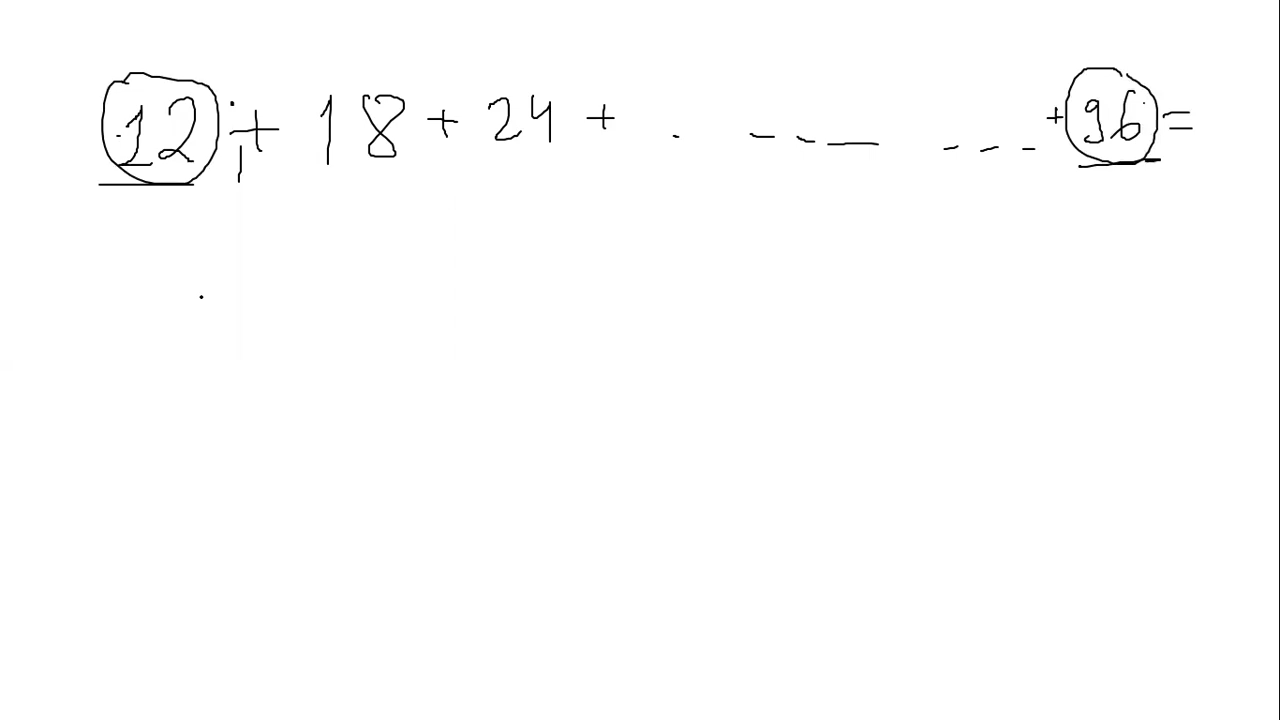 12 + 18 + 24 + . - - — - - - + 96 =